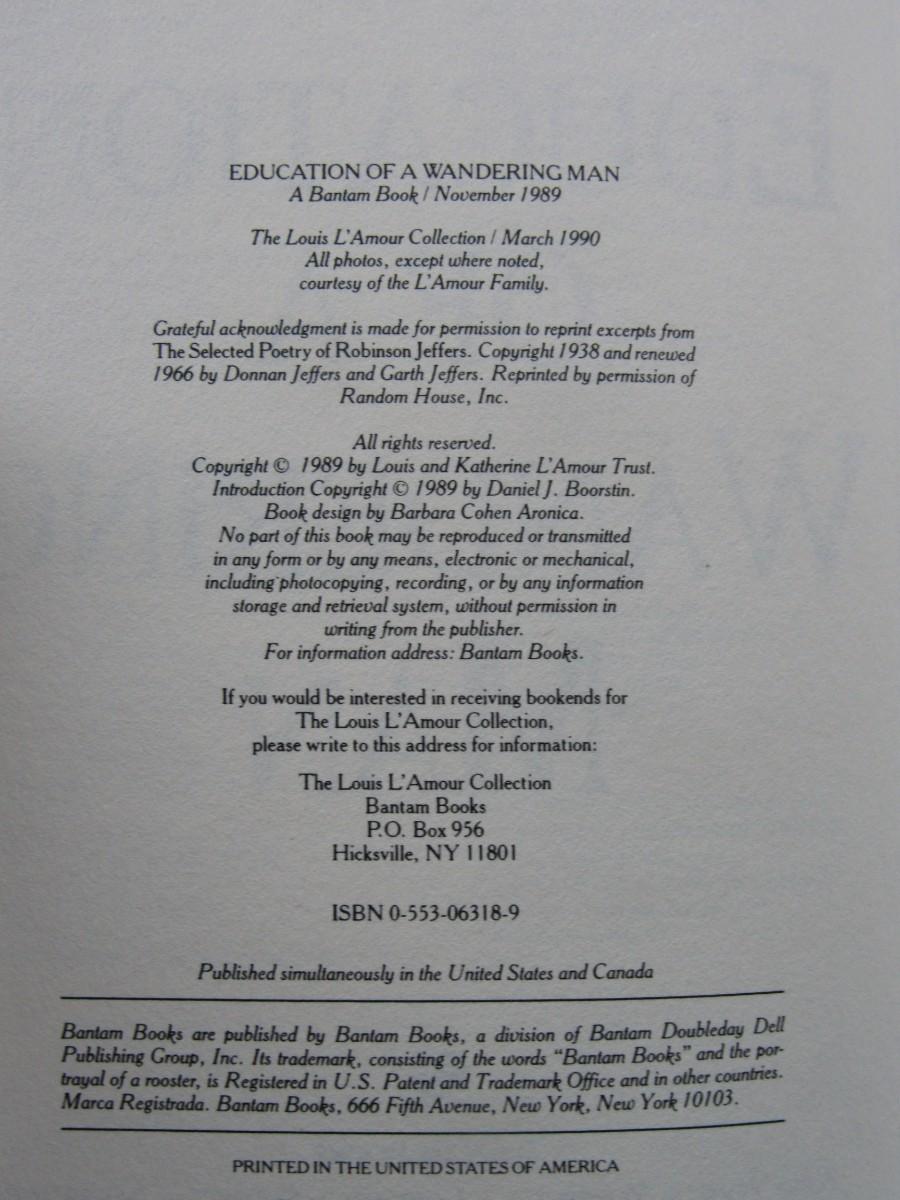 EDUCATION OF A WANDERING MAN
A Bantam Book / November 1989
The Louis L'Amour Collection / March 1990
All photos, except where noted,
courtesy of the L'Amour Family.
Grateful acknowledgment is made for permission to reprint excerpts from
The Selected Poetry of Robinson Jeffers. Copyright 1938 and renewed
1966 by Donnan Jeffers and Garth Jeffers. Reprinted by permission of
Random House, Inc.
All rights reserved.
Copyright © 1989 by Louis and Katherine L'Amour Trust.
Introduction Copyright © 1989 by Daniel J. Boorstin.
Book design by Barbara Cohen Aronica.
No part of this book may be reproduced or transmitted
in any form or by any means, electronic or mechanical,
including photocopying, recording, or by any information
storage and retrieval system, without permission in
writing from the publisher.
For information address: Bantam Books.
If you would be interested in receiving bookends for
The Louis L'Amour Collection,
please write to this address for information:
The Louis L'Amour Collection
Bantam Books
P.O. Box 956
Hicksville, NY 11801
ISBN 0-553-06318-9
Published simultaneously in the United States and Canada
Bantam Books are published by Bantam Books, a division of Bantam Doubleday Dell
Publishing Group, Inc. Its trademark, consisting of the words "Bantam Books" and the por-
trayal of a rooster, is Registered in U.S. Patent and Trademark Office and in other countries.
Marca Registrada. Bantam Books, 666 Fifth Avenue, New York, New York 10103.
PRINTED IN THE UNITED STATES OF AMERICA